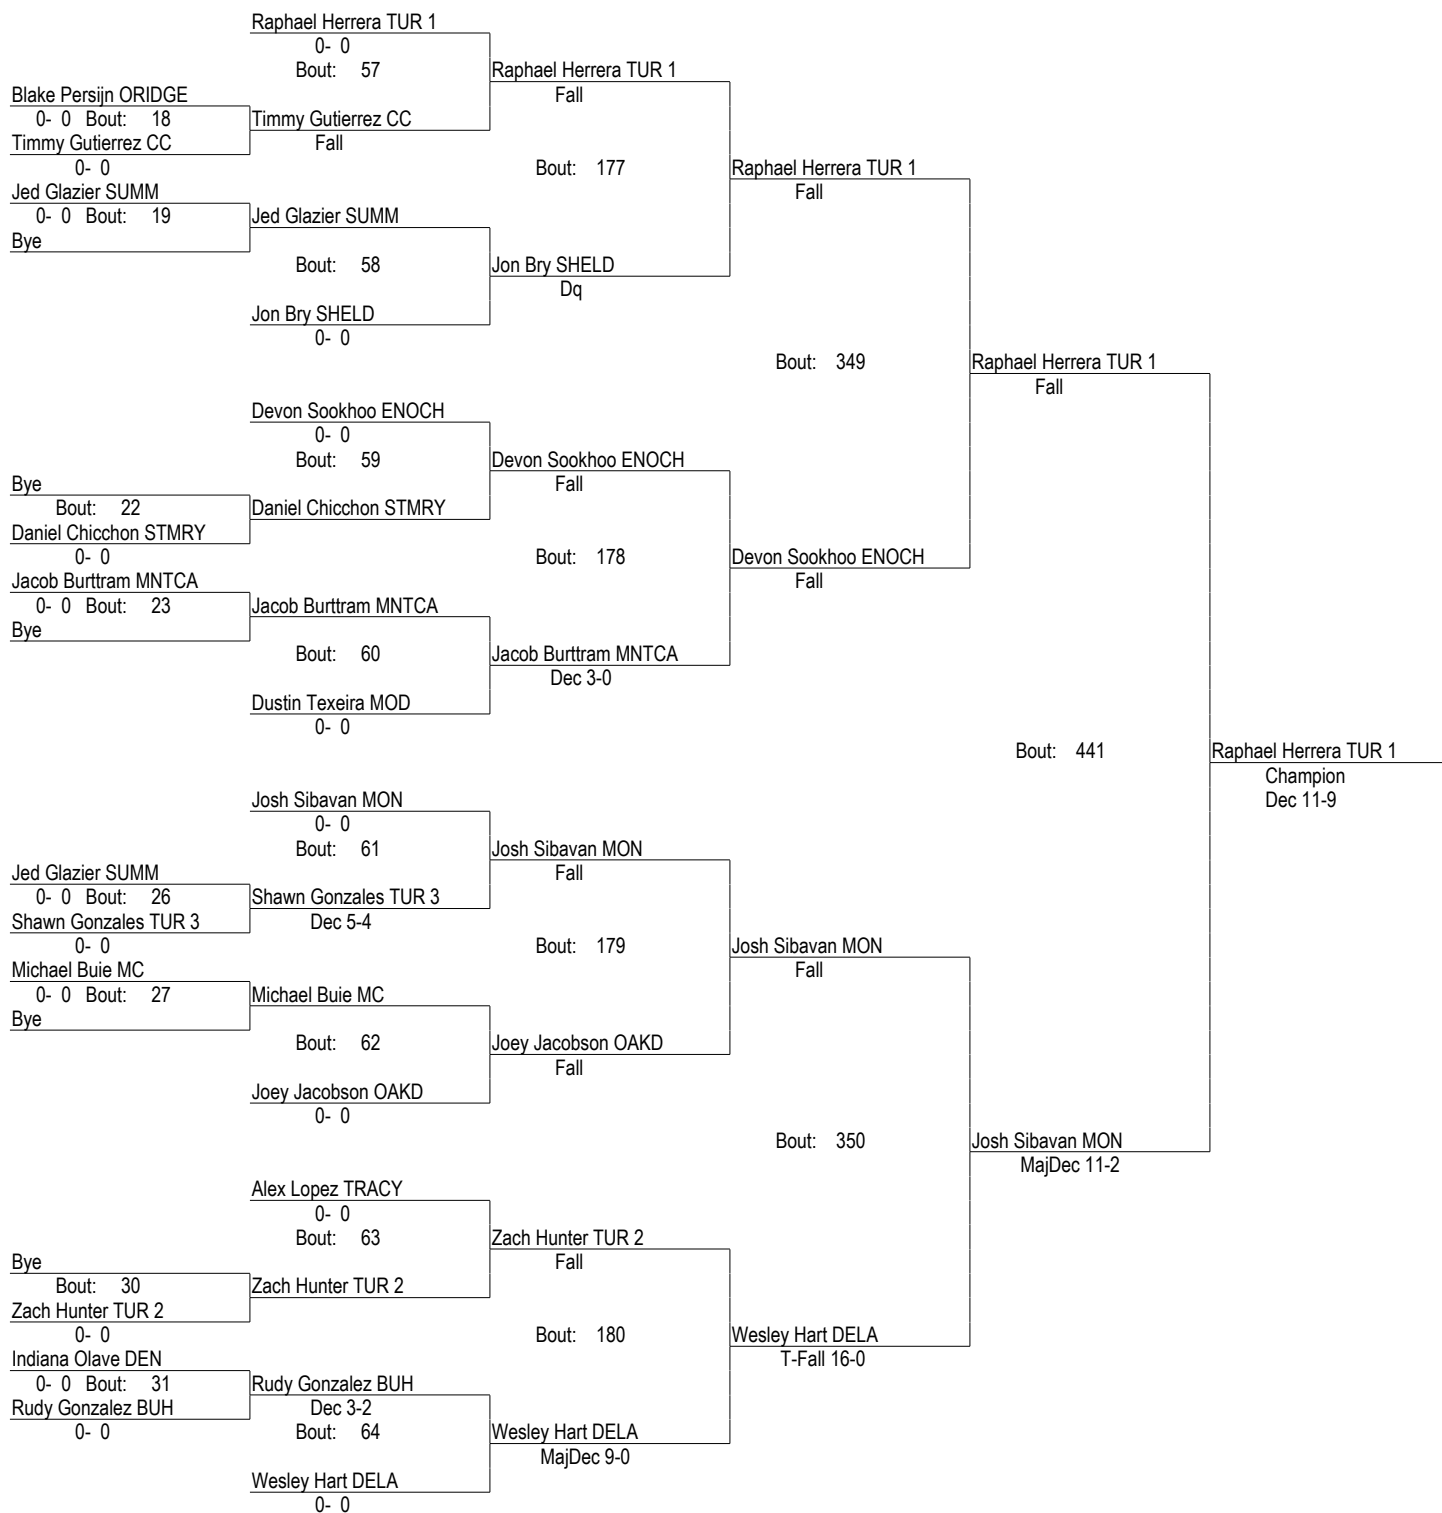 Raphael Herrera TUR 1
0- 0
Bout: 57
Raphael Herrera TUR 1
Fall
Blake Persijn ORIDGE
0- 0 Bout: 18
Timmy Gutierrez CC
Fall
Timmy Gutierrez CC
0- 0
Bout: 177
Raphael Herrera TUR 1
Fall
Jed Glazier SUMM
0- 0 Bout: 19
Jed Glazier SUMM
Bye
Bout: 58
Jon Bry SHELD
Dq
Jon Bry SHELD
0- 0
Bout: 349
Raphael Herrera TUR 1
Fall
Devon Sookhoo ENOCH
0- 0
Bout: 59
Devon Sookhoo ENOCH
Fall
Bye
Bout: 22
Daniel Chicchon STMRY
Daniel Chicchon STMRY
0- 0
Bout: 178
Devon Sookhoo ENOCH
Fall
Jacob Burttram MNTCA
0- 0 Bout: 23
Jacob Burttram MNTCA
Bye
Bout: 60
Jacob Burttram MNTCA
Dec 3-0
Dustin Texeira MOD
0- 0
Bout: 441
Raphael Herrera TUR 1
Champion
Dec 11-9
Josh Sibavan MON
0- 0
Bout: 61
Josh Sibavan MON
Fall
Jed Glazier SUMM
0- 0 Bout: 26
Shawn Gonzales TUR 3
Dec 5-4
Shawn Gonzales TUR 3
0- 0
Bout: 179
Josh Sibavan MON
Fall
Michael Buie MC
0- 0 Bout: 27
Michael Buie MC
Bye
Bout: 62
Joey Jacobson OAKD
Fall
Joey Jacobson OAKD
0- 0
Bout: 350
Josh Sibavan MON
MajDec 11-2
Alex Lopez TRACY
0- 0
Bout: 63
Zach Hunter TUR 2
Fall
Bye
Bout: 30
Zach Hunter TUR 2
Zach Hunter TUR 2
0- 0
Bout: 180
Wesley Hart DELA
T-Fall 16-0
Indiana Olave DEN
0- 0 Bout: 31
Rudy Gonzalez BUH
Dec 3-2
Rudy Gonzalez BUH
0- 0
Bout: 64
Wesley Hart DELA
MajDec 9-0
Wesley Hart DELA
0- 0